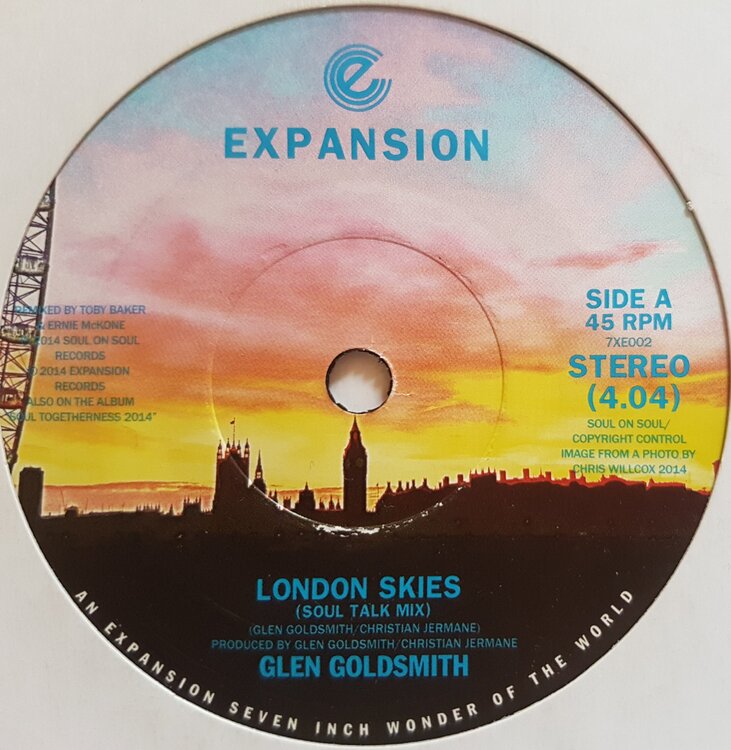 EXPANSION
REMIXED BY TOBY BAKER
& ERNIE McKONE
℗ 2014 SOUL ON SOUL
RECORDS
© 2014 EXPANSION
RECORDS
ALSO ON THE ALBUM
"SOUL TOGETHERNESS 2014"
SIDE A
45 RPM
7XE002
STEREO
(4.04)
SOUL ON SOUL/
COPYRIGHT CONTROL
IMAGE FROM A PHOTO BY
CHRIS WILLCOX 2014
LONDON SKIES
(SOUL TALK MIX)
(GLEN GOLDSMITH/CHRISTIAN JERMANE)
PRODUCED BY GLEN GOLDSMITH/CHRISTIAN JERMANE
GLEN GOLDSMITH
AN EXPANSION SEVEN INCH WONDER OF THE WORLD